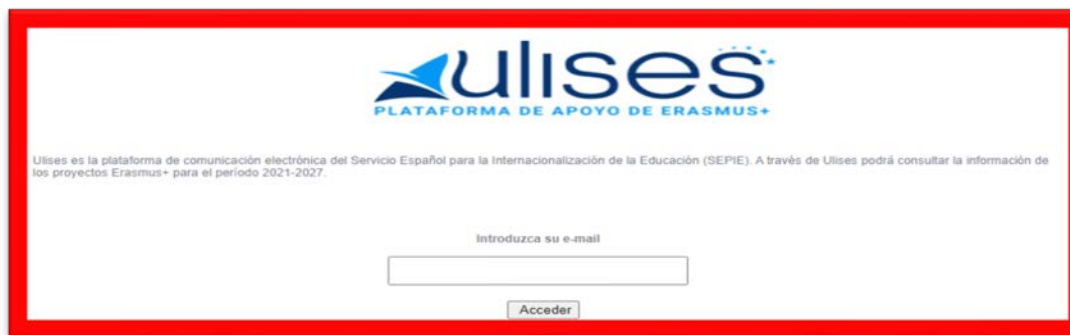 ulises
PLATAFORMA DE APOYO DE ERASMUS+
Ulises es la plataforma de comunicación electrónica del Servicio Español para la Internacionalización de la Educación (SEPIE). A través de Ulises podrá consultar la información de
los proyectos Erasmus+ para el período 2021-2027.
Introduzca su e-mail
Acceder